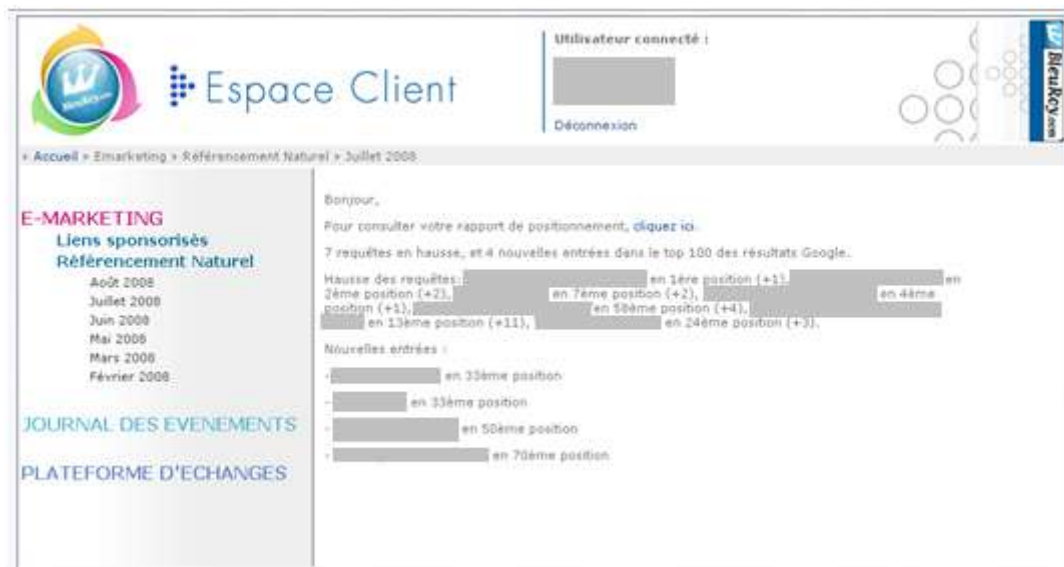 BleuRoy.com
Espace Client
Utilisateur connecté :
Déconnexion
BleuRoy.com
» Accueil » Emarketing » Référencement Naturel » Juillet 2008
E-MARKETING
Liens sponsorisés
Référencement Naturel
Août 2008
Juillet 2008
Juin 2008
Mai 2008
Mars 2008
Février 2008
JOURNAL DES EVENEMENTS
PLATEFORME D'ECHANGES
Bonjour,
Pour consulter votre rapport de positionnement, cliquez ici.
7 requêtes en hausse, et 4 nouvelles entrées dans le top 100 des résultats Google.
Hausse des requêtes: en 1ère position (+1), en
2ème position (+2), en 7ème position (+2), en 4ème
position (+1), en 58ème position (+4),
en 13ème position (+11), en 24ème position (+3).
Nouvelles entrées :
- en 33ème position
- en 33ème position
- en 50ème position
- en 70ème position